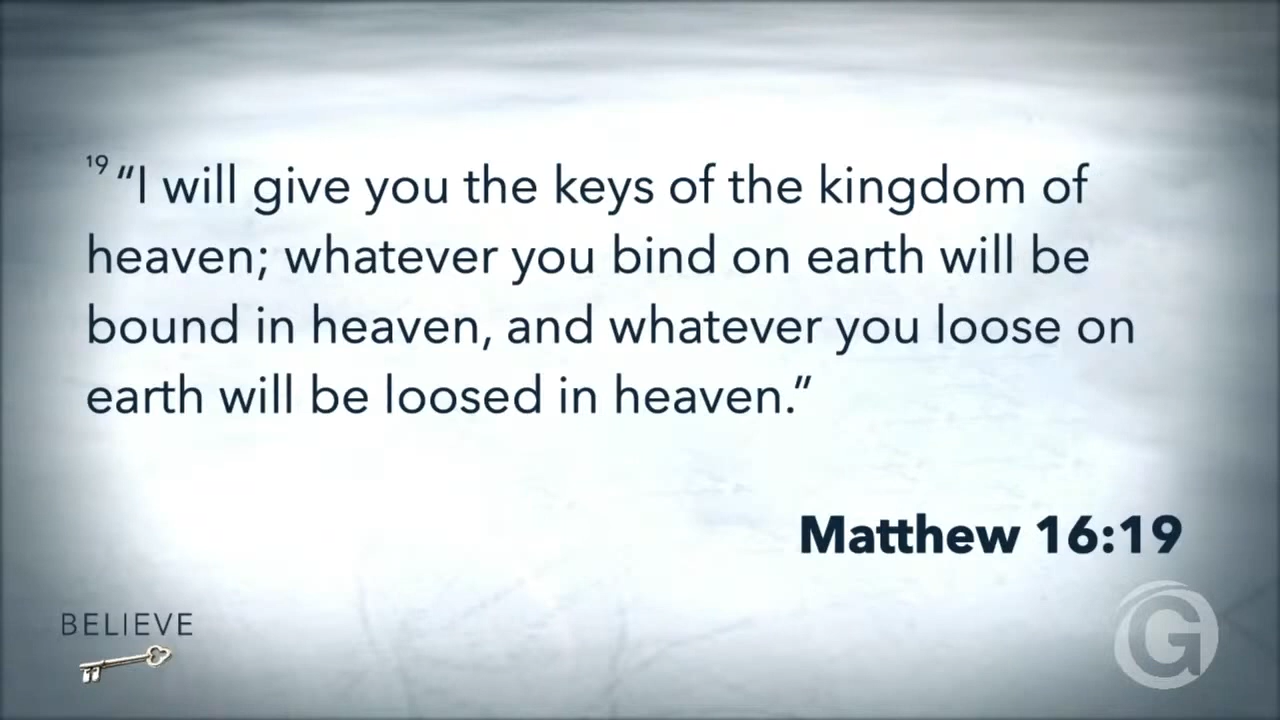 19 “I will give you the keys of the kingdom of
heaven; whatever you bind on earth will be
bound in heaven, and whatever you loose on
earth will be loosed in heaven.”
Matthew 16:19
BELIEVE
G